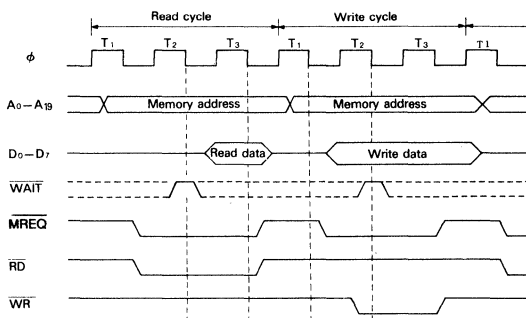 Read cycle Write cycle
T1 T2 T3 T1 T2 T3 T1
φ
A0–A19 Memory address Memory address
D0–D7 Read data Write data
WAIT
MREQ
RD
WR